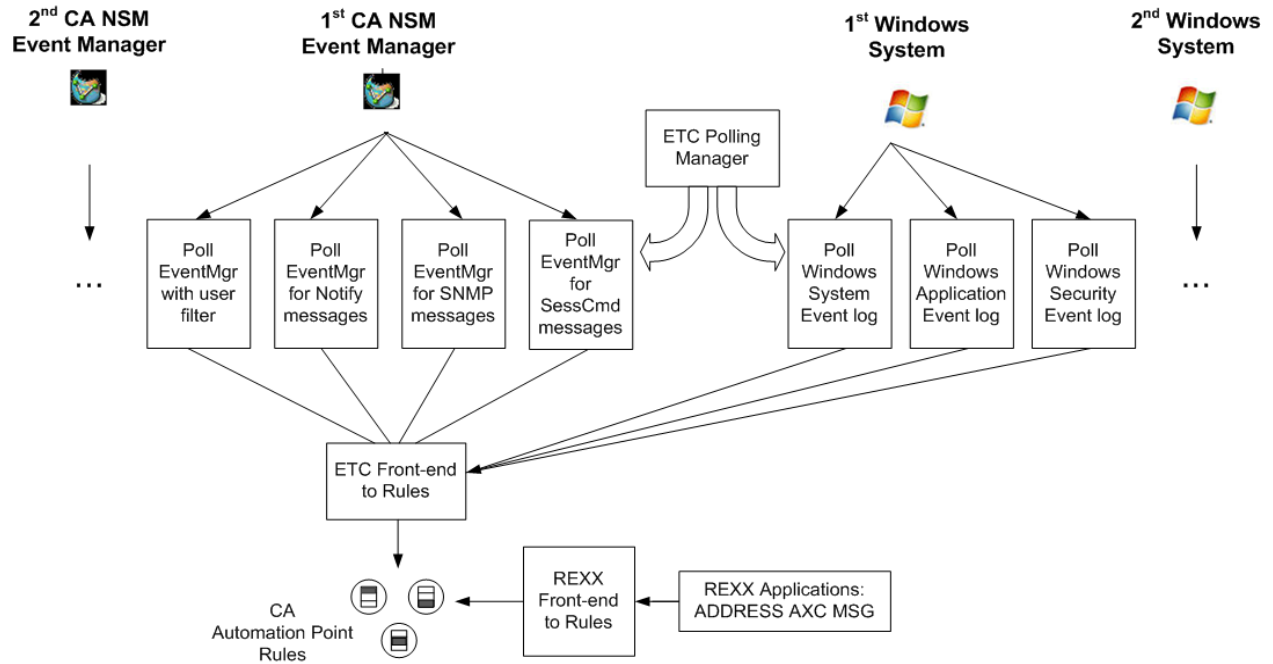 2nd CA NSM
Event Manager
1st CA NSM
Event Manager
1st Windows
System
2nd Windows
System
ETC Polling
Manager
Poll
EventMgr
with user
filter
Poll
EventMgr
for Notify
messages
Poll
EventMgr
for SNMP
messages
Poll
EventMgr
for
SessCmd
messages
Poll
Windows
System
Event log
Poll
Windows
Application
Event log
Poll
Windows
Security
Event log
...
...
ETC Front-end
to Rules
CA
Automation Point
Rules
REXX
Front-end
to Rules
REXX Applications:
ADDRESS AXC MSG